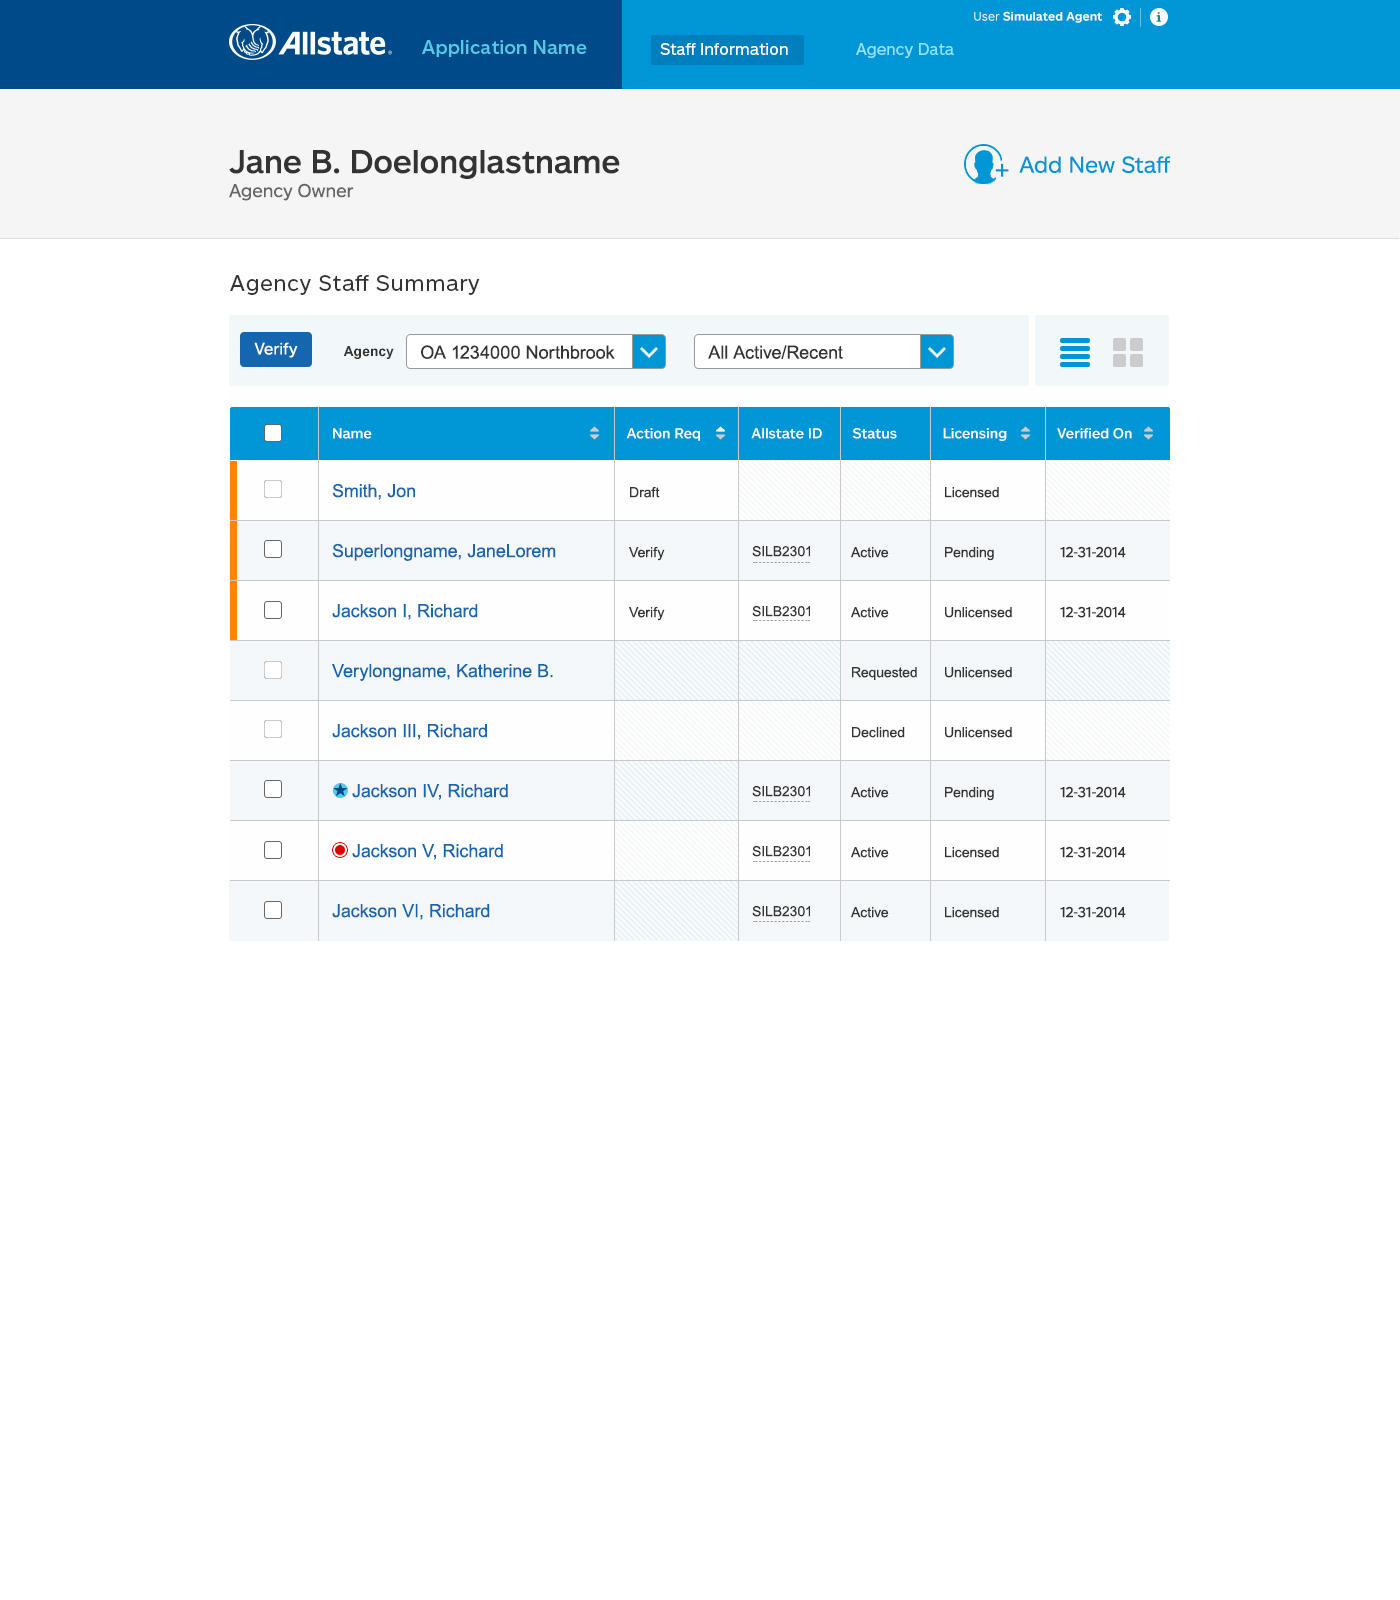 User Simulated Agent
Allstate. Application Name Staff Information Agency Data
Jane B. Doelonglastname
Agency Owner
Add New Staff
Agency Staff Summary
Verify Agency OA 1234000 Northbrook All Active/Recent
Name Action Req Allstate ID Status Licensing Verified On
Smith, Jon Draft Licensed
Superlongname, JaneLorem Verify SILB2301 Active Pending 12-31-2014
Jackson I, Richard Verify SILB2301 Active Unlicensed 12-31-2014
Verylongname, Katherine B. Requested Unlicensed
Jackson III, Richard Declined Unlicensed
Jackson IV, Richard SILB2301 Active Pending 12-31-2014
Jackson V, Richard SILB2301 Active Licensed 12-31-2014
Jackson VI, Richard SILB2301 Active Licensed 12-31-2014